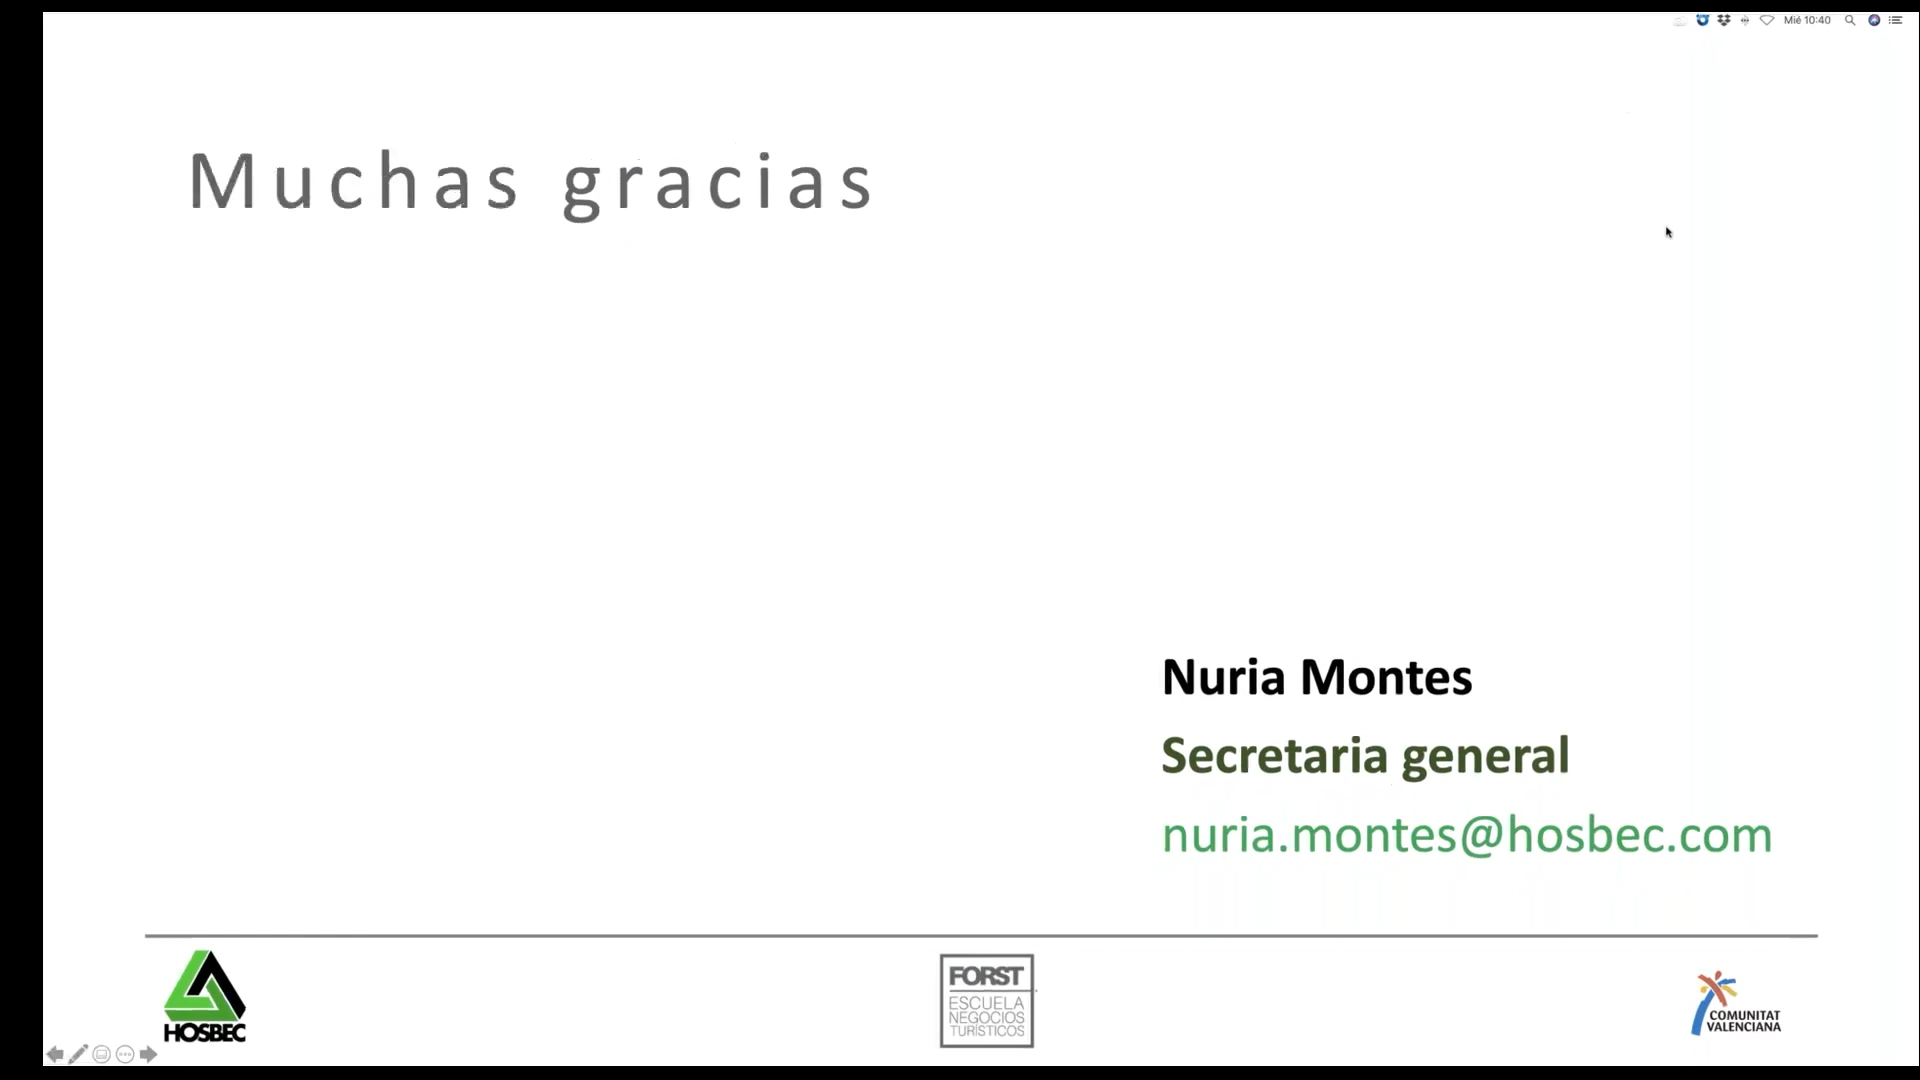 Mié 10:40
Muchas gracias
Nuria Montes
Secretaria general
nuria.montes@hosbec.com
HOSBEC
FORST
ESCUELA
NEGOCIOS
TURÍSTICOS
COMUNITAT
VALENCIANA